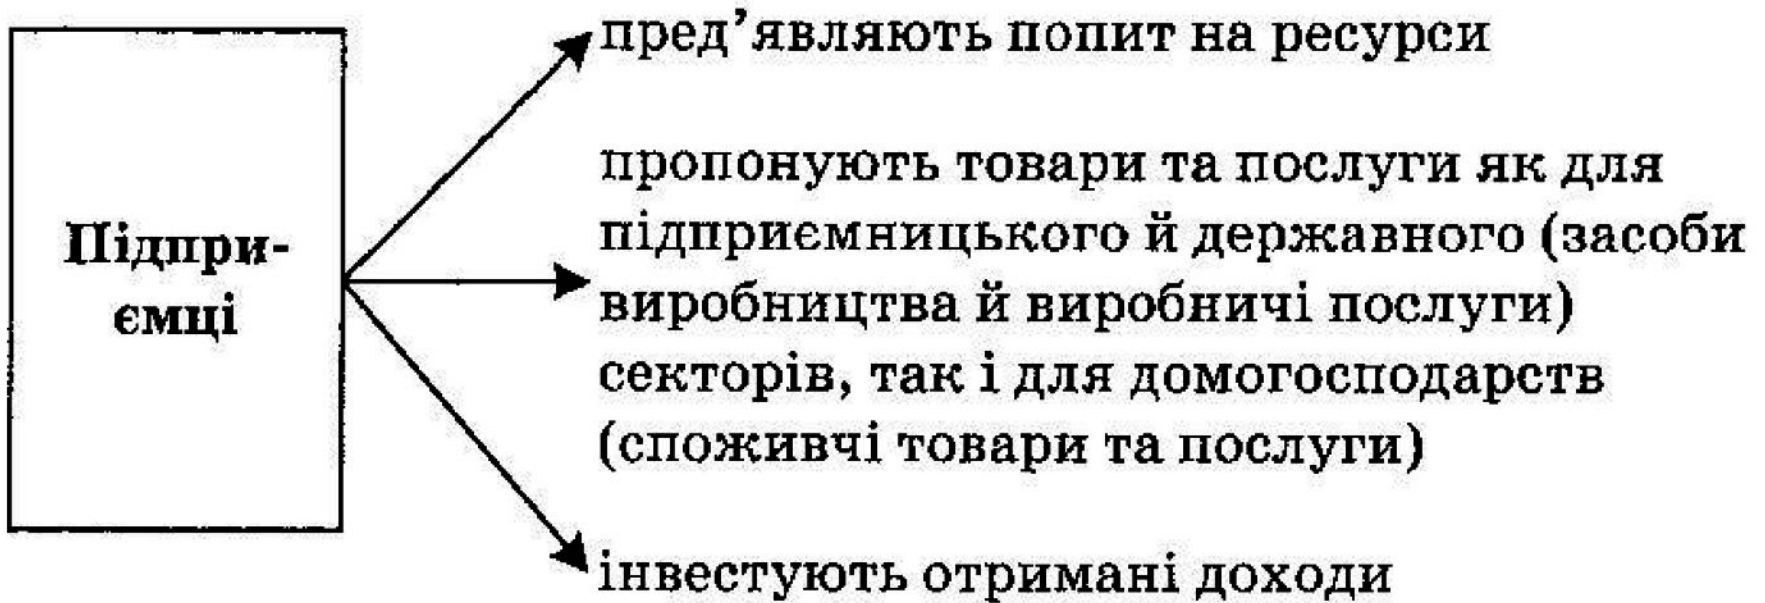 Підпри-
ємці
пред’являють попит на ресурси
пропонують товари та послуги як для
підприємницького й державного (засоби
виробництва й виробничі послуги)
секторів, так і для домогосподарств
(споживчі товари та послуги)
інвестують отримані доходи